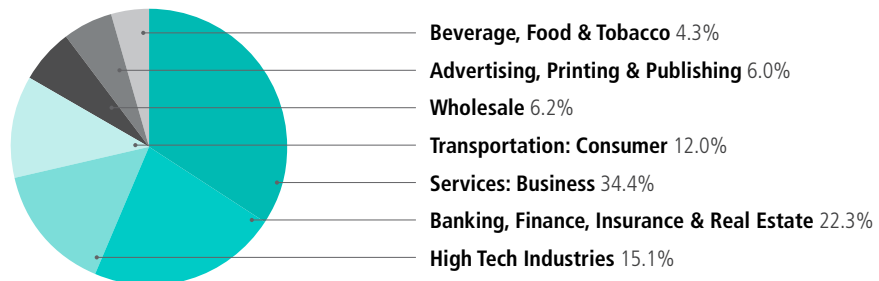 Beverage, Food & Tobacco 4.3%
Advertising, Printing & Publishing 6.0%
Wholesale 6.2%
Transportation: Consumer 12.0%
Services: Business 34.4%
Banking, Finance, Insurance & Real Estate 22.3%
High Tech Industries 15.1%